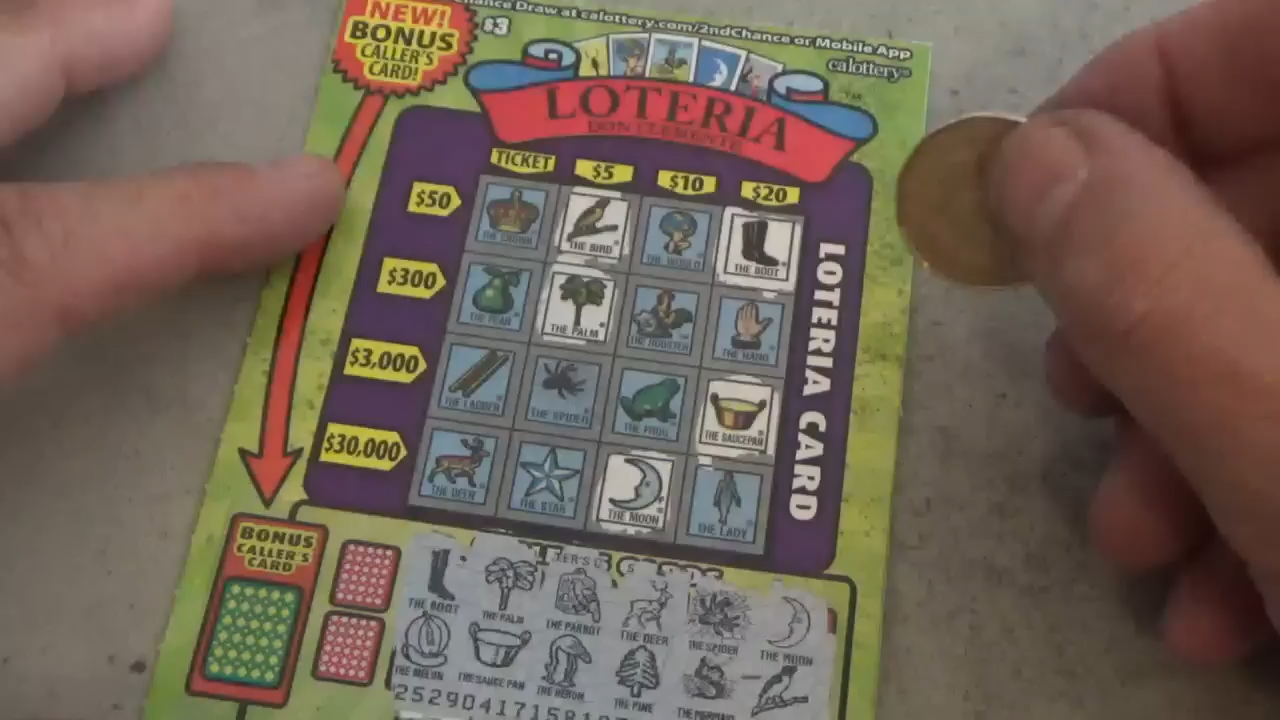 2ndChance Draw at calottery.com/2ndChance or Mobile App
NEW!
BONUS
CALLER'S
CARD!
$3
calottery
LOTERIA
DON CLEMENTE
TICKET $5 $10 $20
$50
THE CROWN THE BIRD THE WORLD THE BOOT
$300
THE PEAR THE PALM THE ROOSTER THE HAND
$3,000
THE LADDER THE SPIDER THE FROG THE SAUCEPAN
$30,000
THE DEER THE STAR THE MOON THE LADY
LOTERIA CARD
BONUS
CALLER'S
CARD
THE BOOT THE PALM THE PARROT THE DEER THE SPIDER THE MOON
THE MELON THE SAUCE PAN THE HERON THE PINE THE MERMAID
2529041715818